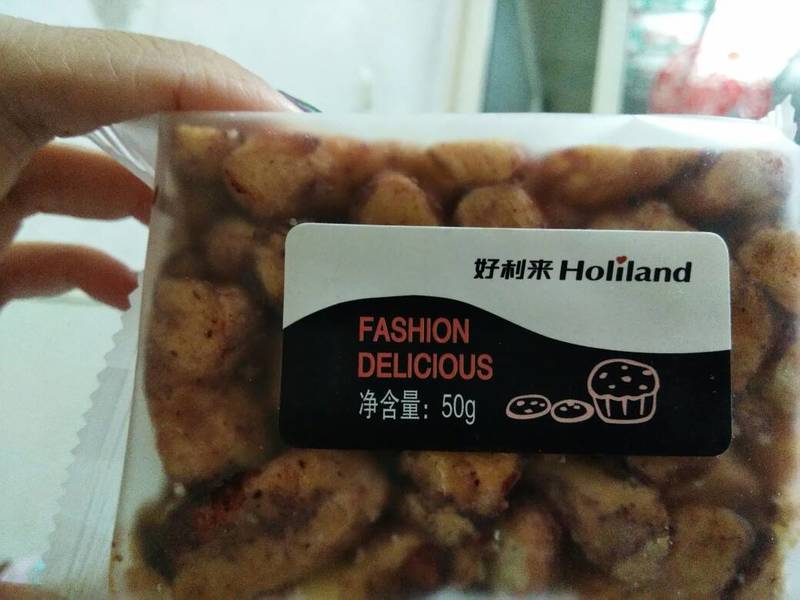 好利来 Holiland
FASHION
DELICIOUS
净含量：50g